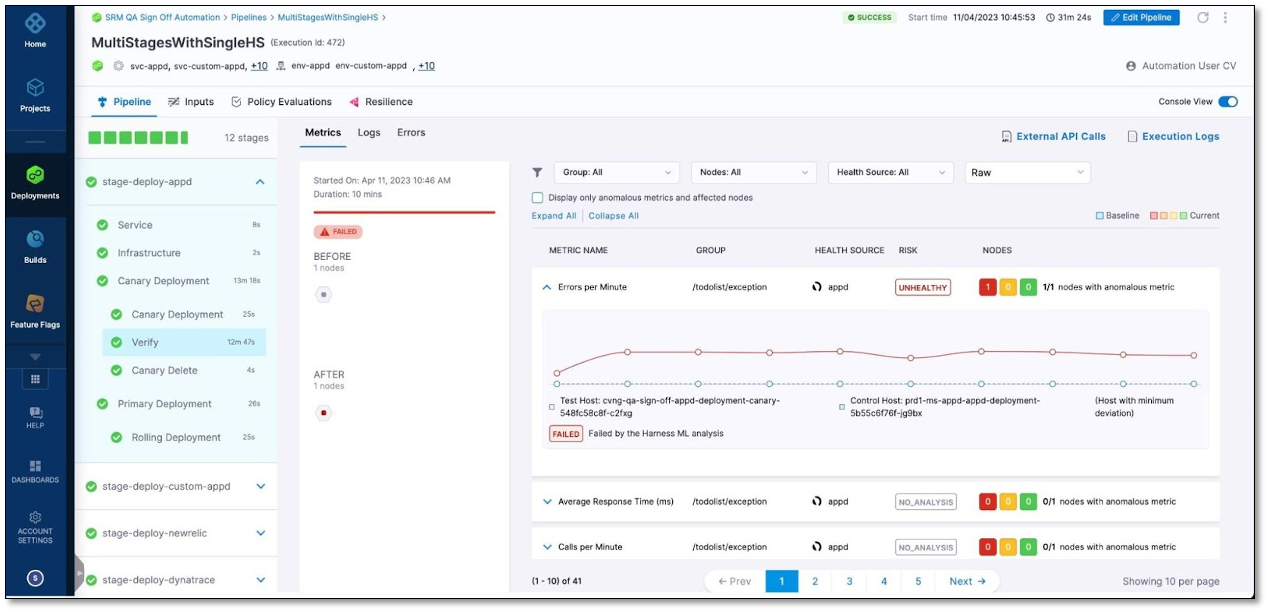 Home
Projects
Deployments
Builds
Feature Flags
HELP
DASHBOARDS
ACCOUNT
SETTINGS
S
SRM QA Sign Off Automation > Pipelines > MultiStagesWithSingleHS >
SUCCESS Start time 11/04/2023 10:45:53 31m 24s Edit Pipeline
MultiStagesWithSingleHS (Execution Id: 472)
svc-appd, svc-custom-appd, +10 env-appd env-custom-appd , +10
Automation User CV
Pipeline Inputs Policy Evaluations Resilience
Console View
12 stages
stage-deploy-appd
Service 8s
Infrastructure 2s
Canary Deployment 13m 18s
Canary Deployment 25s
Verify 12m 47s
Canary Delete 4s
Primary Deployment 26s
Rolling Deployment 25s
stage-deploy-custom-appd
stage-deploy-newrelic
stage-deploy-dynatrace
Metrics Logs Errors
External API Calls Execution Logs
Started On: Apr 11, 2023 10:46 AM
Duration: 10 mins
FAILED
BEFORE
1 nodes
AFTER
1 nodes
Group: All Nodes: All Health Source: All Raw
Display only anomalous metrics and affected nodes
Expand All Collapse All
Baseline Current
METRIC NAME GROUP HEALTH SOURCE RISK NODES
Errors per Minute /todolist/exception appd UNHEALTHY 1 0 0 1/1 nodes with anomalous metric
Test Host: cvng-qa-sign-off-appd-deployment-canary-
548fc58c8f-c2fxg
Control Host: prd1-ms-appd-appd-deployment-
5b55c6f76f-jg9bx
(Host with minimum
deviation)
FAILED Failed by the Harness ML analysis
Average Response Time (ms) /todolist/exception appd NO_ANALYSIS 0 0 0 0/1 nodes with anomalous metric
Calls per Minute /todolist/exception appd NO_ANALYSIS 0 0 0 0/1 nodes with anomalous metric
(1 - 10) of 41 ← Prev 1 2 3 4 5 Next → Showing 10 per page